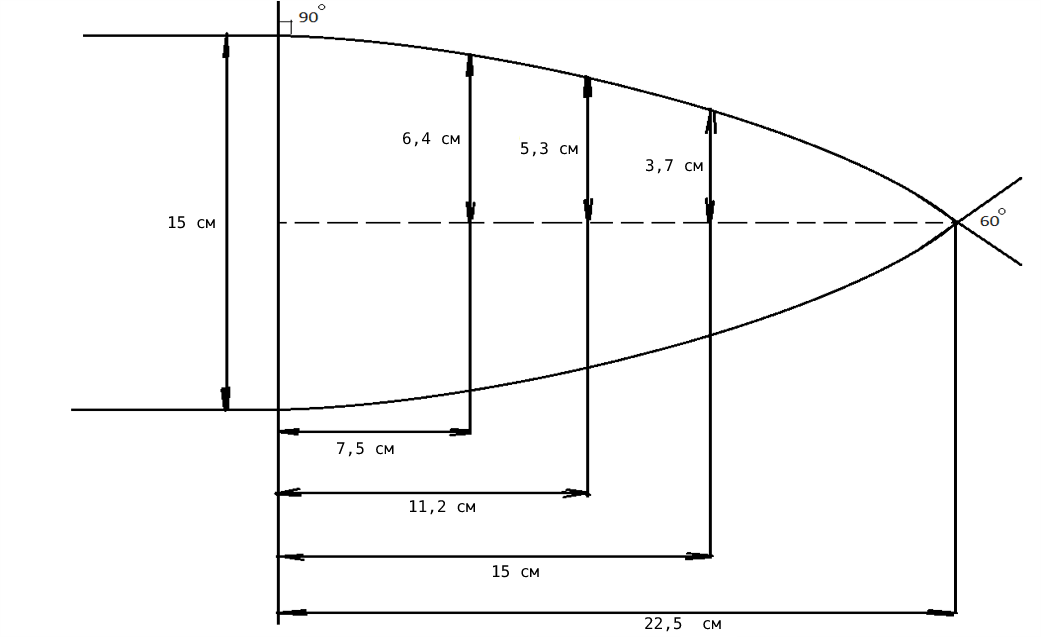 90°
6,4 см
5,3 см
3,7 см
15 см
60°
7,5 см
11,2 см
15 см
22,5 см